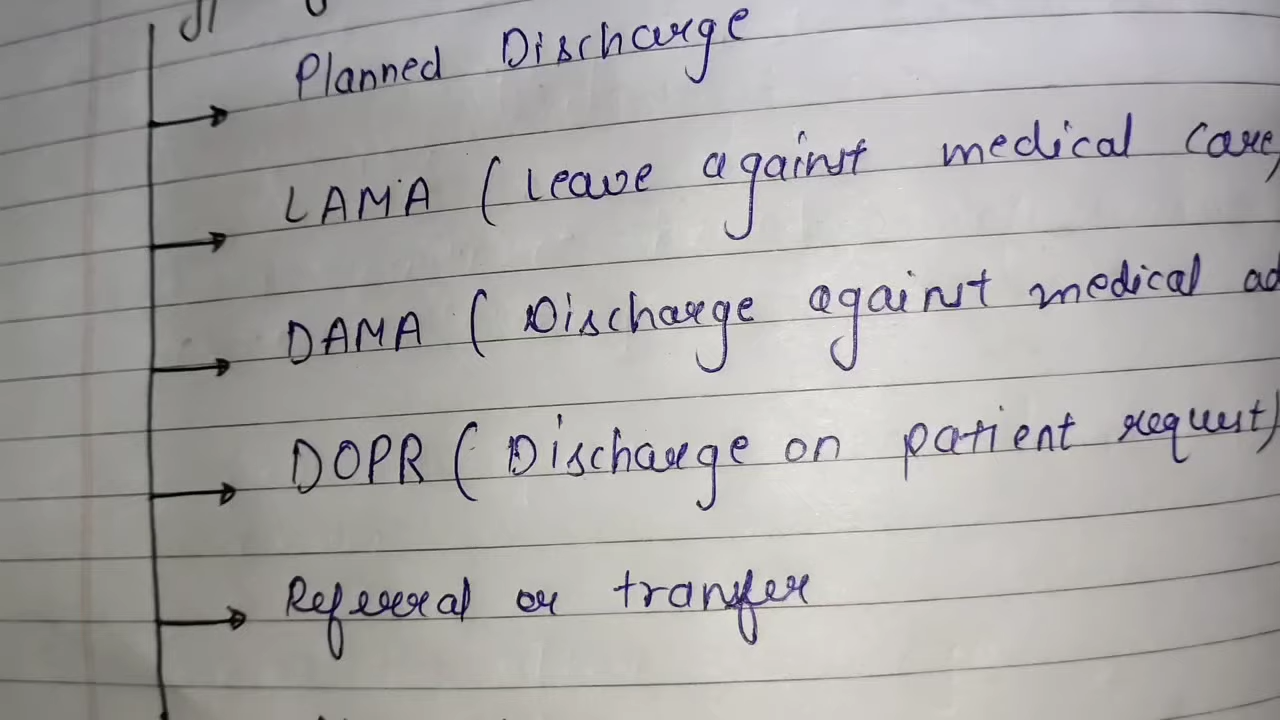 Planned Discharge
LAMA (Leave against medical care)
DAMA ( Discharge against medical ad
DOPR ( Discharge on patient request)
Referral or transfer